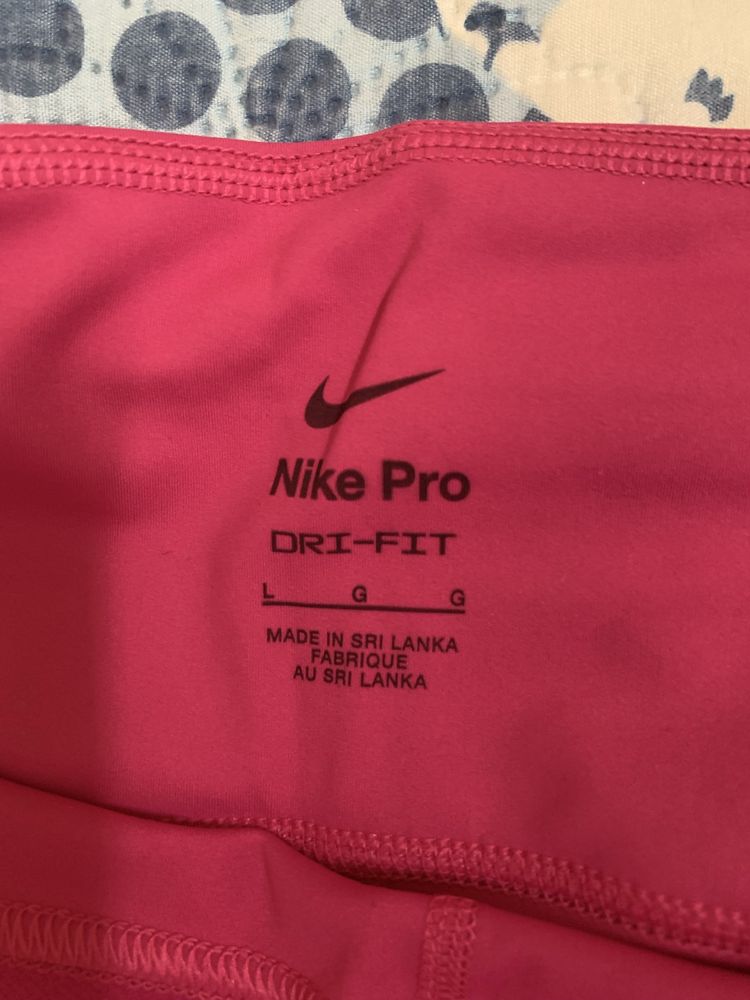 Nike Pro
DRI-FIT
L G G
MADE IN SRI LANKA
FABRIQUE
AU SRI LANKA